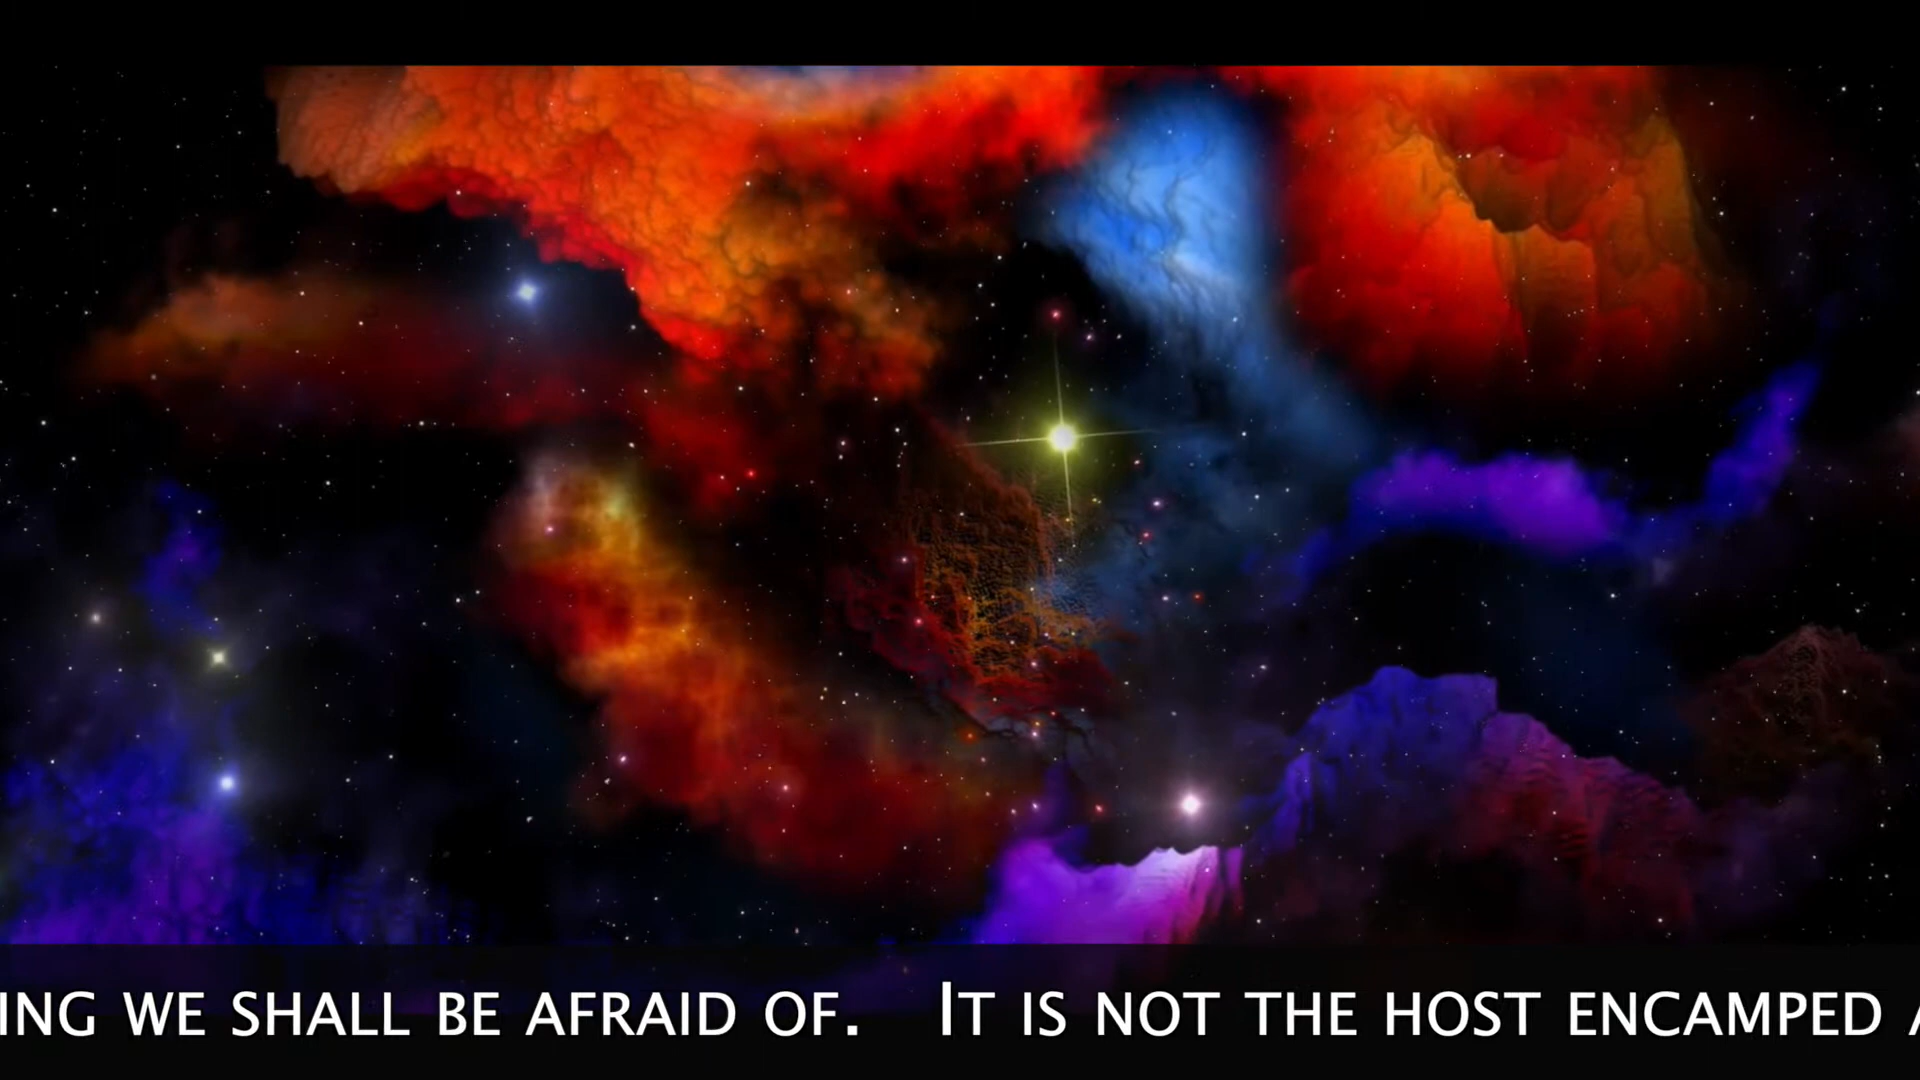 ING WE SHALL BE AFRAID OF. IT IS NOT THE HOST ENCAMPED